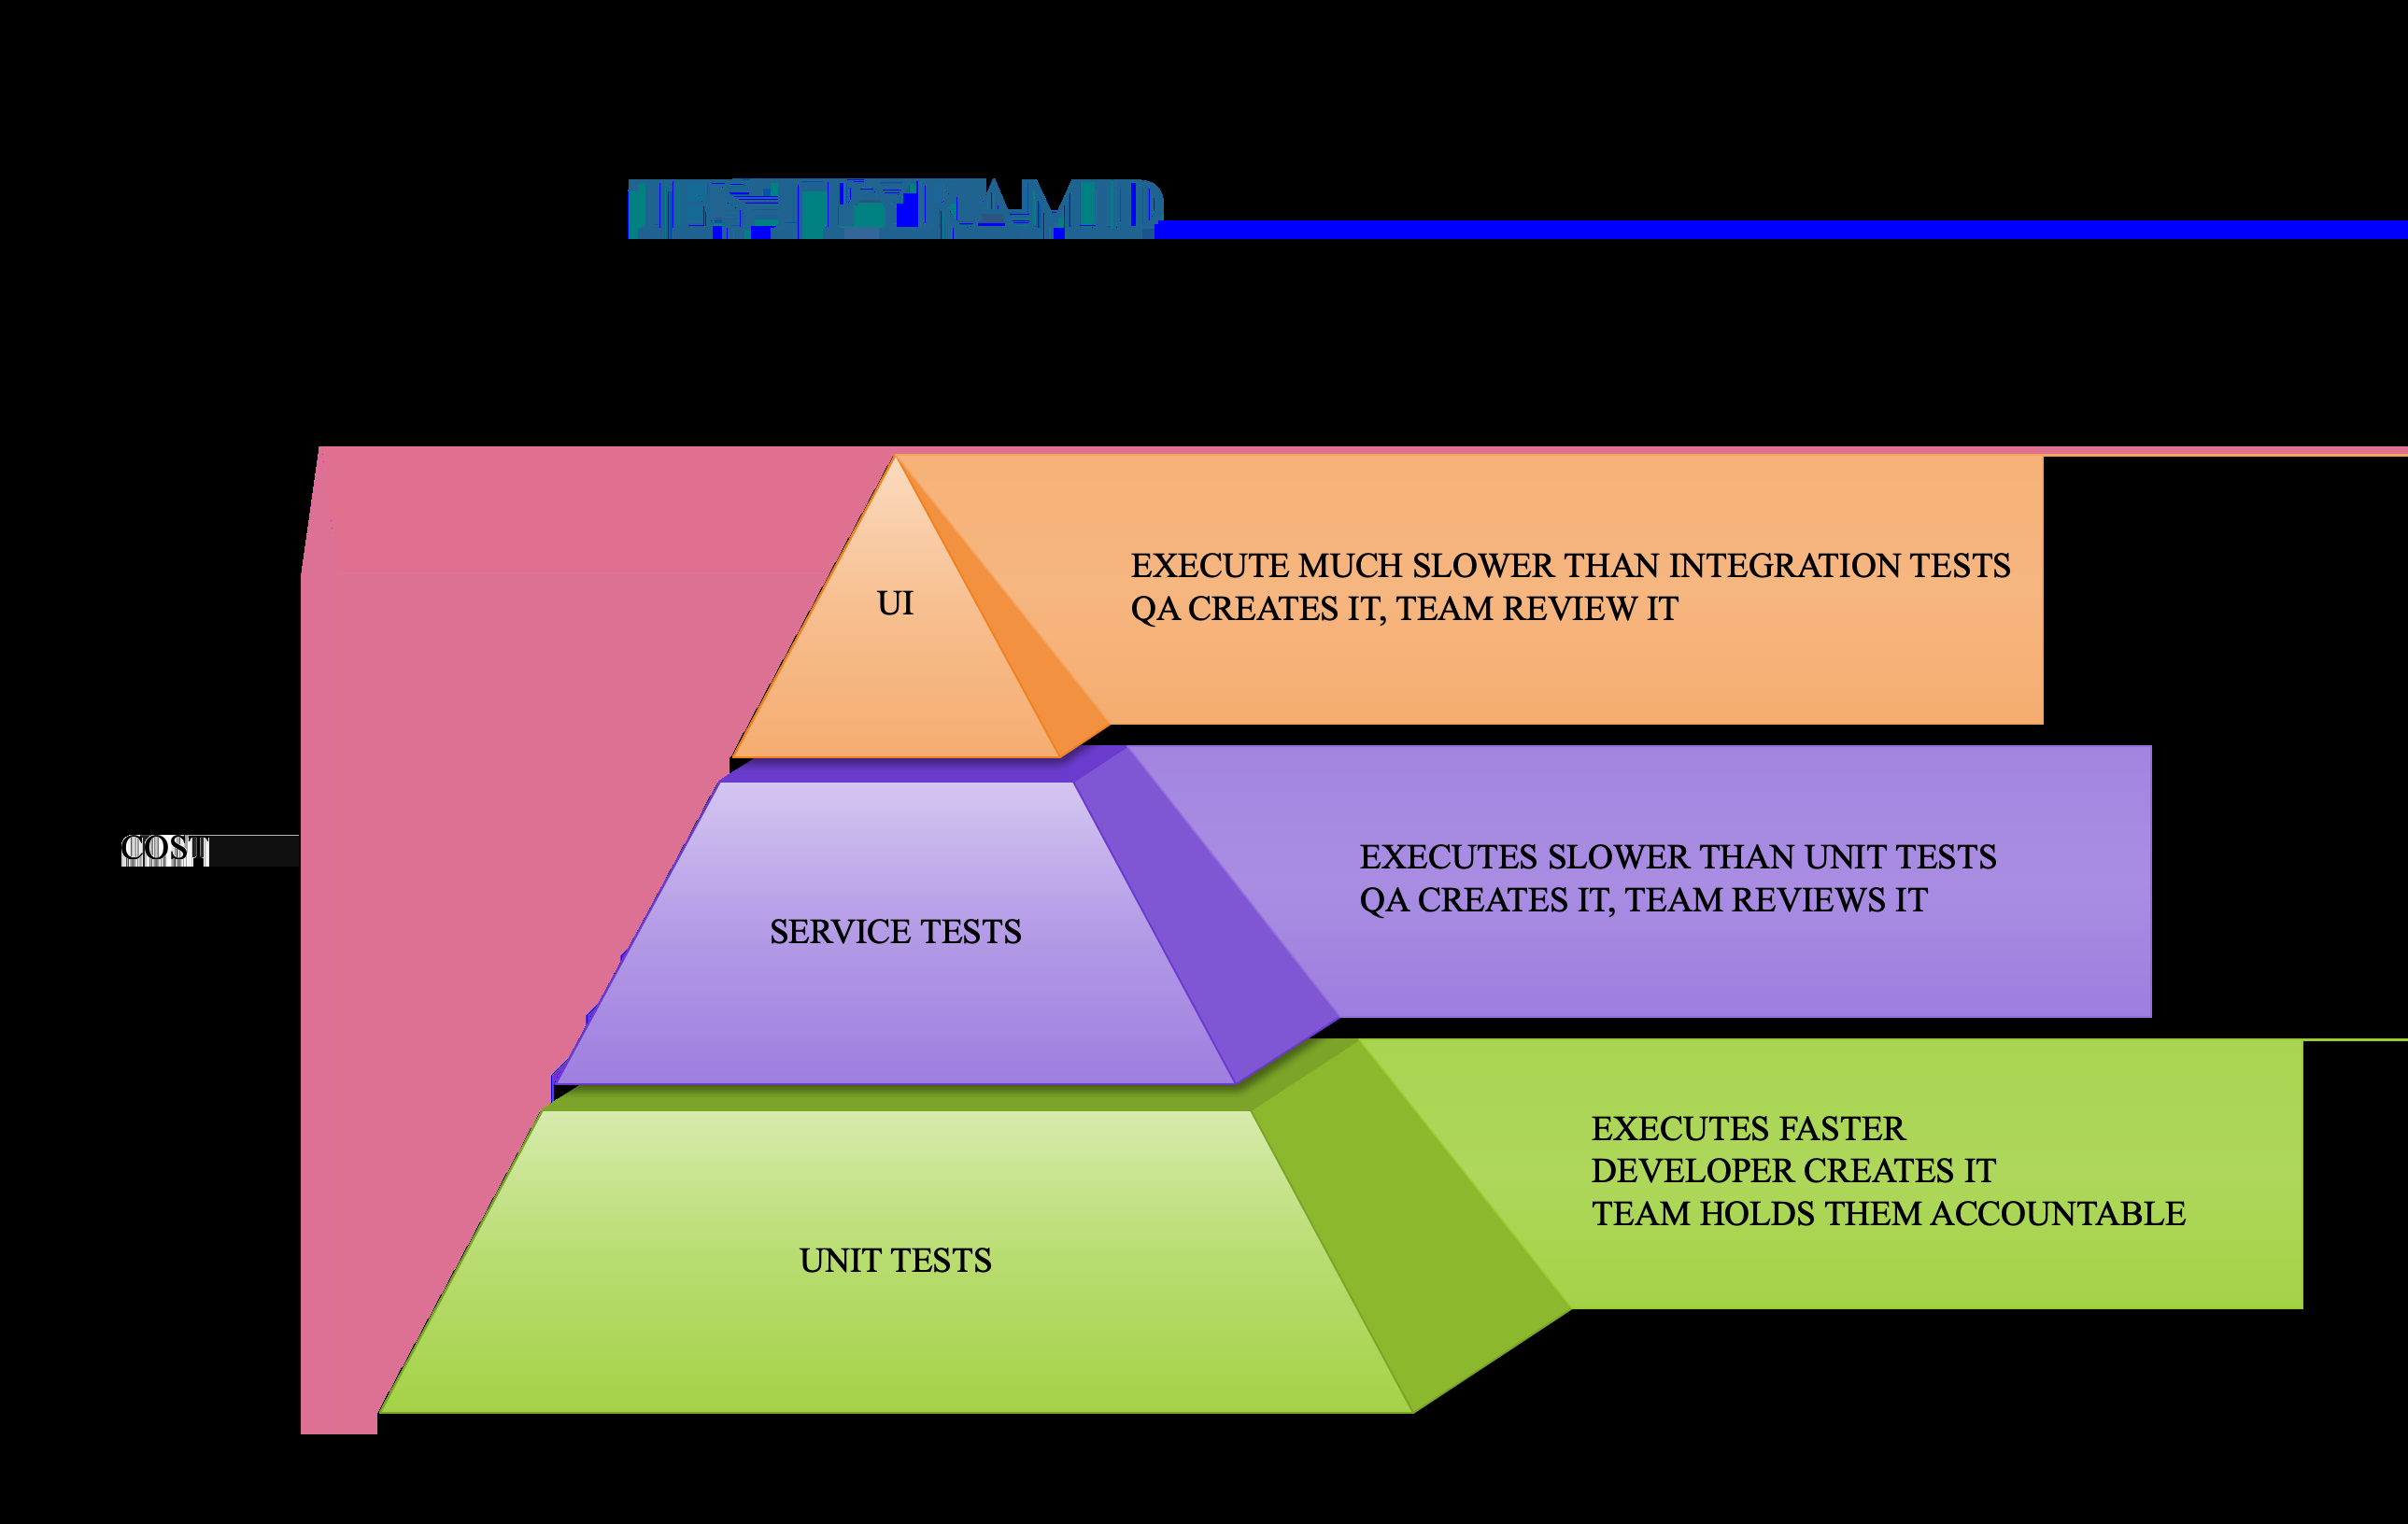 TEST PYRAMID
UI
EXECUTE MUCH SLOWER THAN INTEGRATION TESTS
QA CREATES IT, TEAM REVIEW IT
COST
SERVICE TESTS
EXECUTES SLOWER THAN UNIT TESTS
QA CREATES IT, TEAM REVIEWS IT
UNIT TESTS
EXECUTES FASTER
DEVELOPER CREATES IT
TEAM HOLDS THEM ACCOUNTABLE